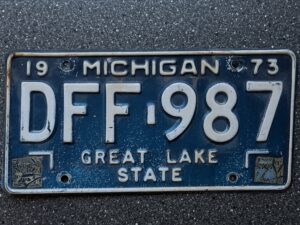 19 MICHIGAN 73
DFF-987
GREAT LAKE
STATE